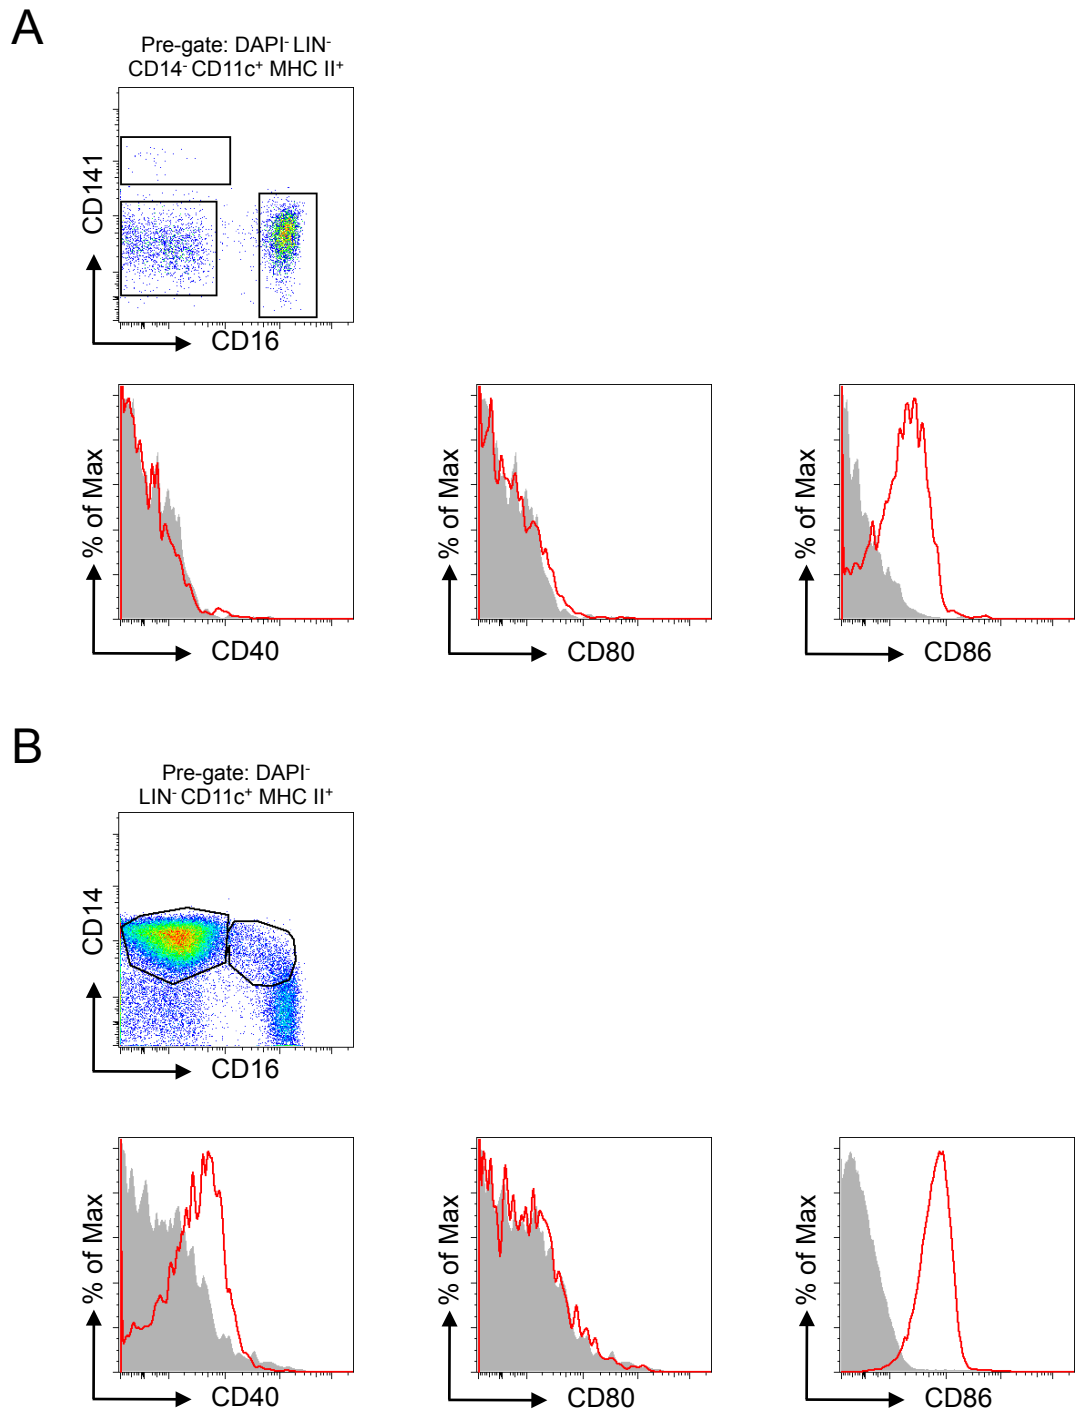 A
Pre-gate: DAPI⁻ LIN⁻
CD14⁻ CD11c⁺ MHC II⁺
CD141
CD16
% of Max
CD40
% of Max
CD80
% of Max
CD86
B
Pre-gate: DAPI⁻
LIN⁻ CD11c⁺ MHC II⁺
CD14
CD16
% of Max
CD40
% of Max
CD80
% of Max
CD86